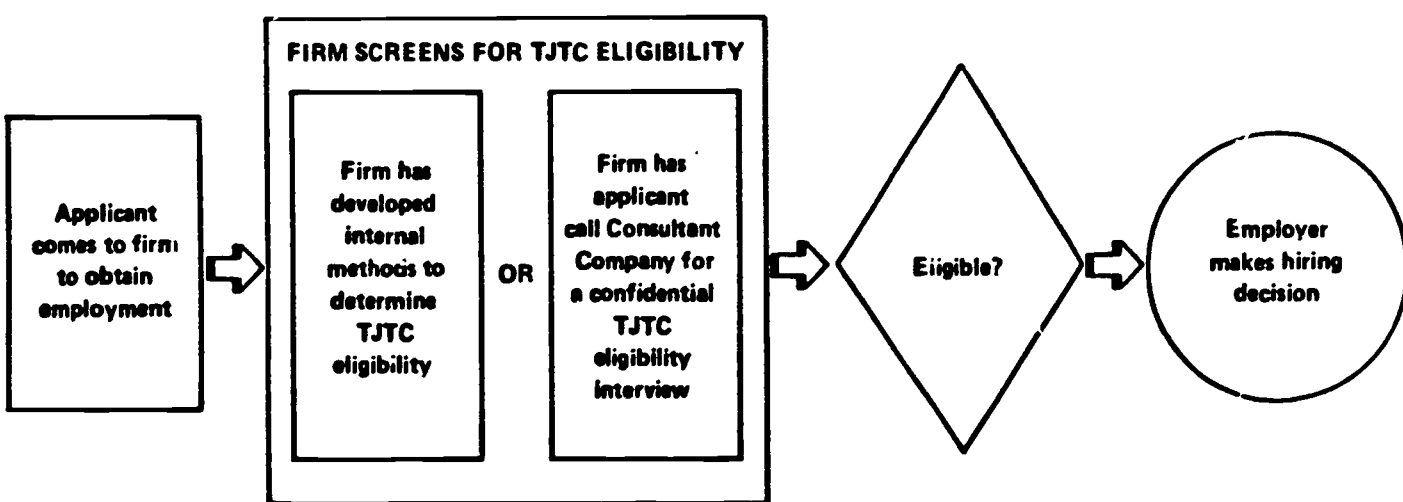 FIRM SCREENS FOR TJTC ELIGIBILITY
Applicant
comes to firm
to obtain
employment
Firm has
developed
internal
methods to
determine
TJTC
eligibility
OR
Firm has
applicant
call Consultant
Company for
a confidential
TJTC
eligibility
interview
Eligible?
Employer
makes hiring
decision